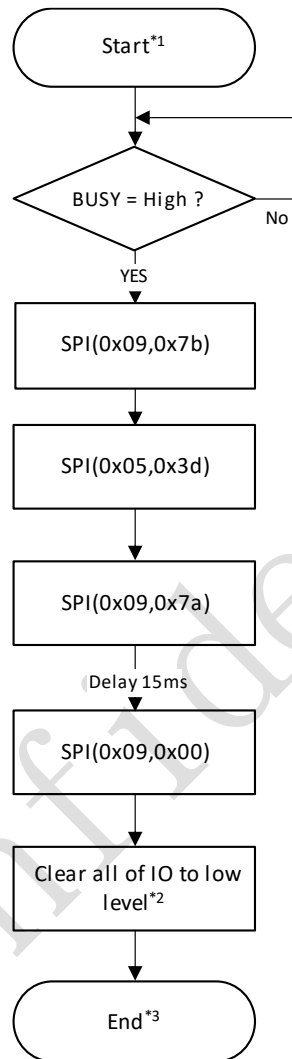 Start*1
BUSY = High ?
No
YES
SPI(0x09,0x7b)
SPI(0x05,0x3d)
SPI(0x09,0x7a)
Delay 15ms
SPI(0x09,0x00)
Clear all of IO to low
level*2
End*3